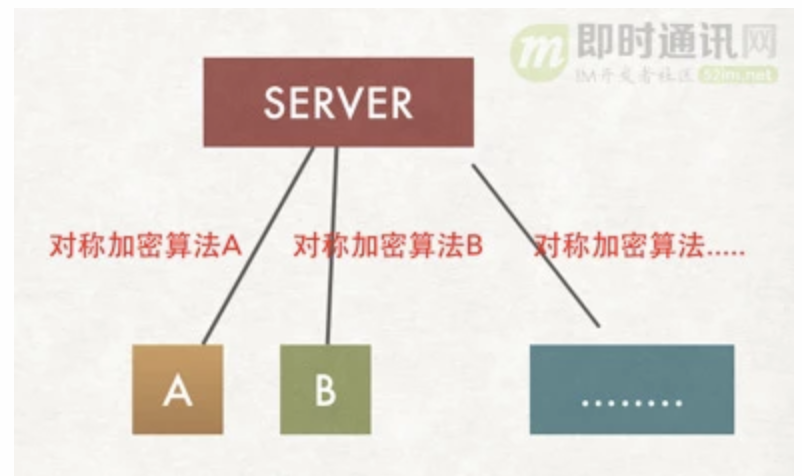 即时通讯网
IM开发者社区 52im.net
SERVER
对称加密算法A
对称加密算法B
对称加密算法.....
A
B
........